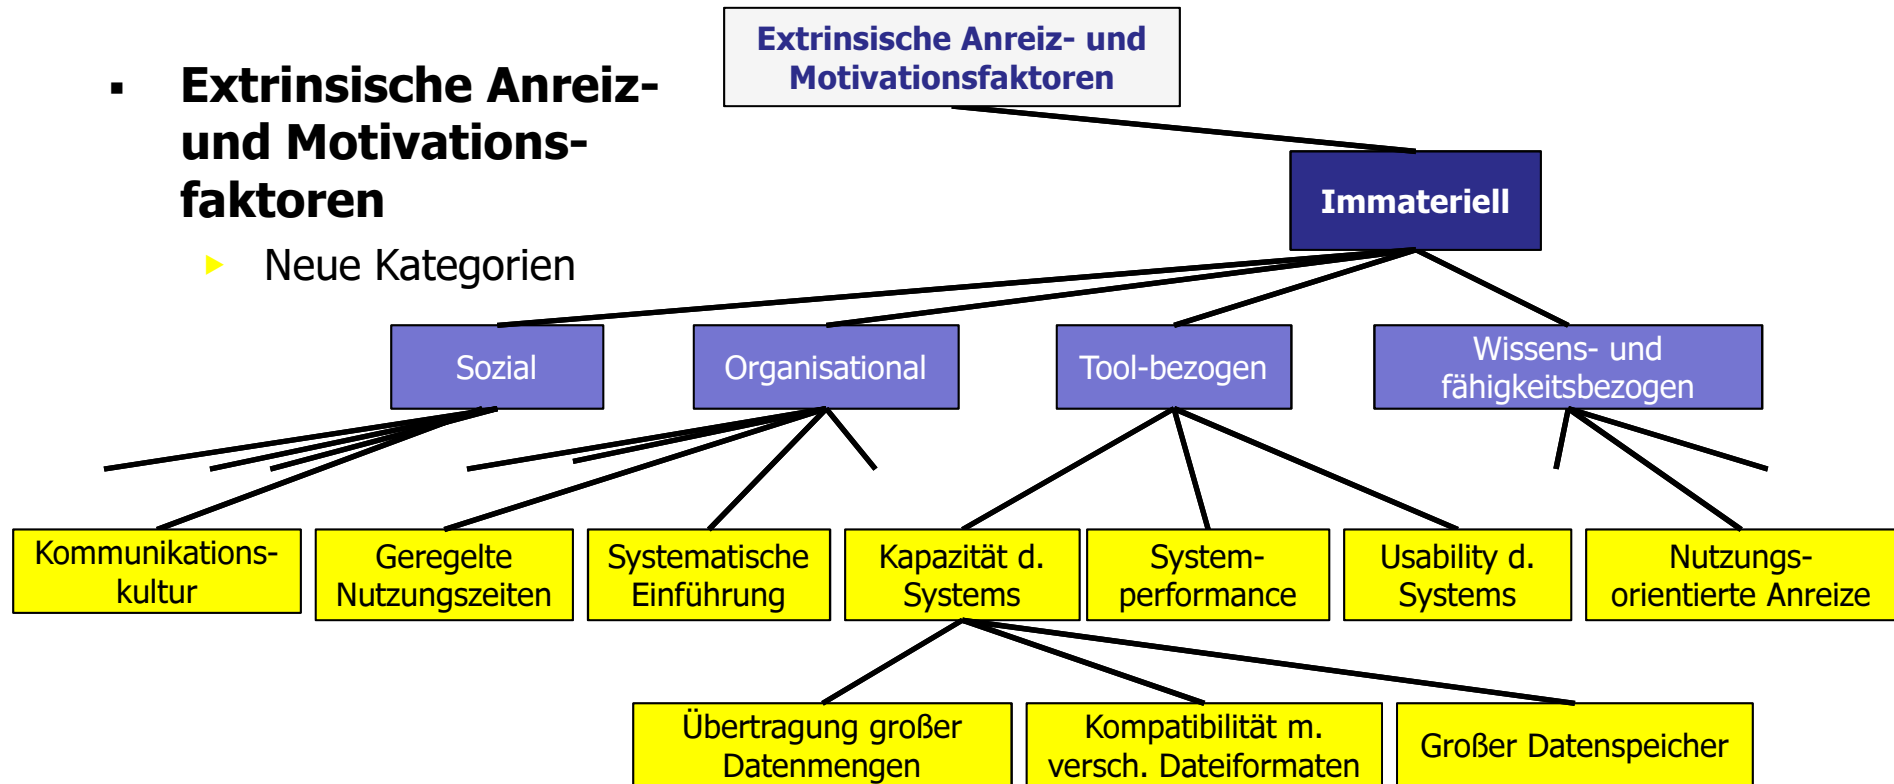 Extrinsische Anreiz- und
Motivationsfaktoren
▪ Extrinsische Anreiz-
und Motivations-
faktoren
► Neue Kategorien
Immateriell
Sozial
Organisational
Tool-bezogen
Wissens- und
fähigkeitsbezogen
Kommunikations-
kultur
Geregelte
Nutzungszeiten
Systematische
Einführung
Kapazität d.
Systems
System-
performance
Usability d.
Systems
Nutzungs-
orientierte Anreize
Übertragung großer
Datenmengen
Kompatibilität m.
versch. Dateiformaten
Großer Datenspeicher